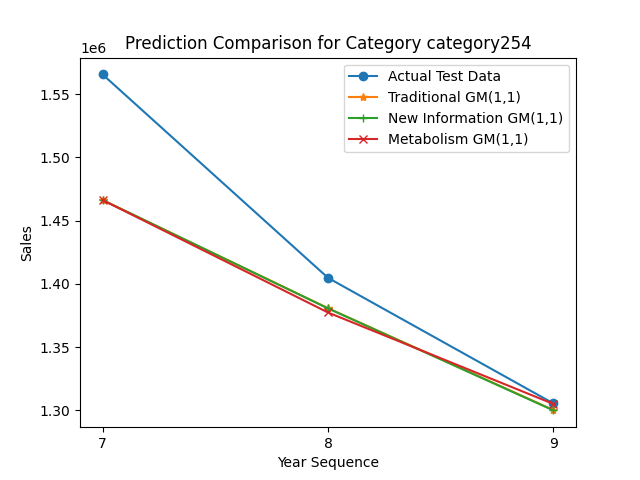 Prediction Comparison for Category category254
1e6
Actual Test Data
Traditional GM(1,1)
New Information GM(1,1)
Metabolism GM(1,1)
1.55
1.50
1.45
1.40
1.35
1.30
Sales
7
8
9
Year Sequence